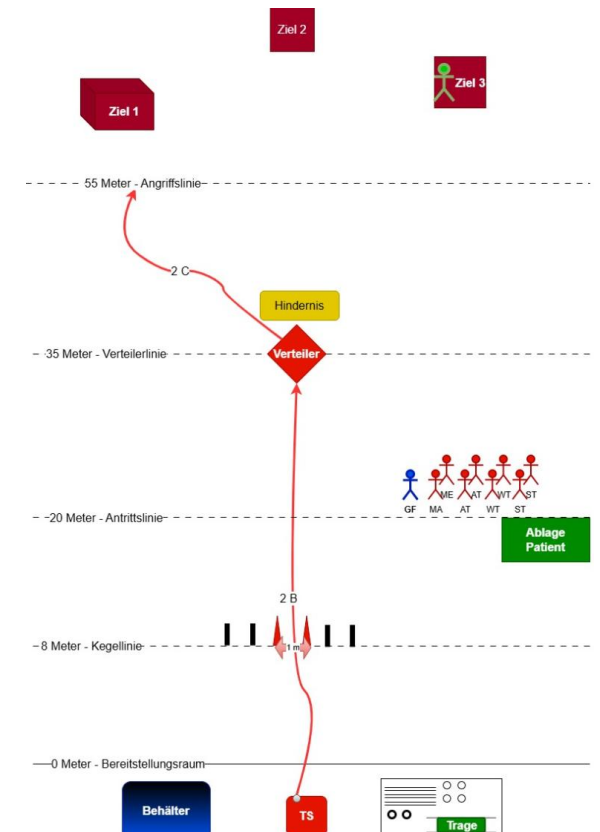 Ziel 2
Ziel 3
Ziel 1
55 Meter - Angriffslinie
2 C
Hindernis
Verteiler
35 Meter - Verteilerlinie
ME AT WT ST
GF MA AT WT ST
20 Meter - Antrittslinie
Ablage
Patient
2 B
8 Meter - Kegellinie
1 m
0 Meter - Bereitstellungsraum
Behälter
TS
Trage